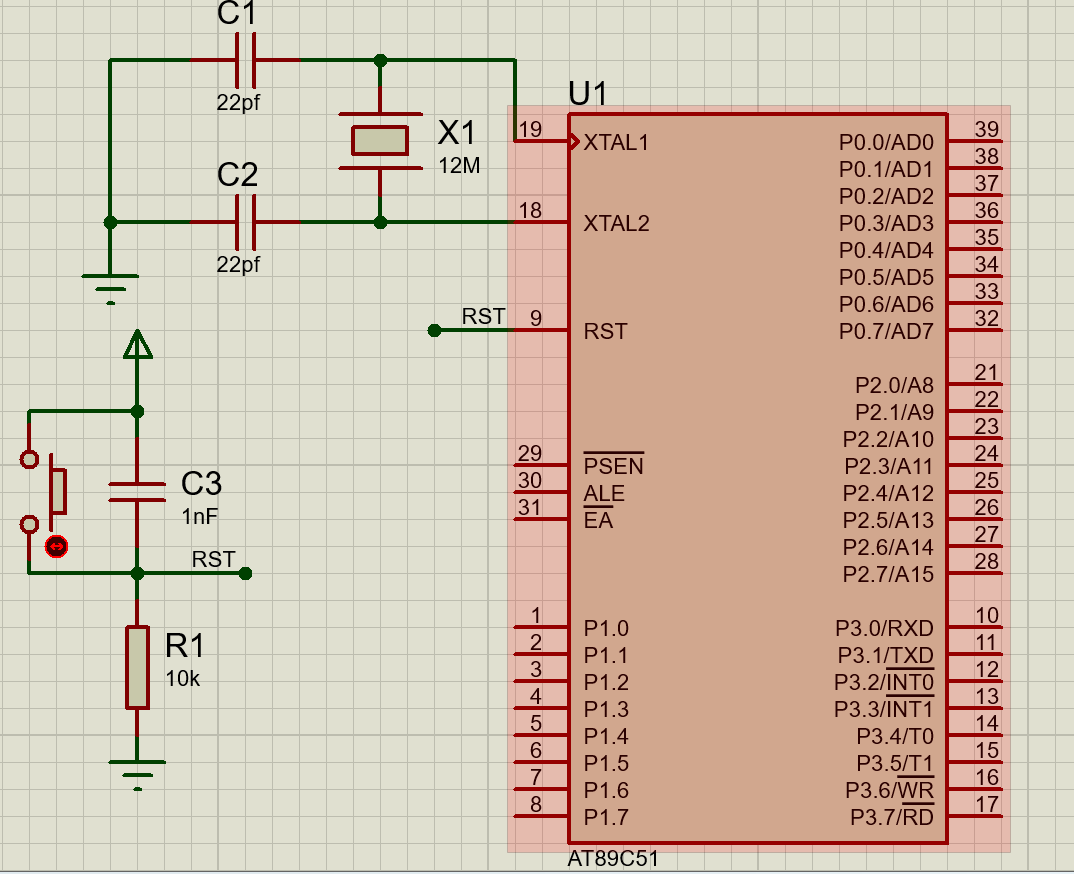 C1
22pf
X1
12M
C2
22pf
U1
19 XTAL1
18 XTAL2
RST 9 RST
29 PSEN
30 ALE
31 EA
1 P1.0
2 P1.1
3 P1.2
4 P1.3
5 P1.4
6 P1.5
7 P1.6
8 P1.7
P0.0/AD0 39
P0.1/AD1 38
P0.2/AD2 37
P0.3/AD3 36
P0.4/AD4 35
P0.5/AD5 34
P0.6/AD6 33
P0.7/AD7 32
P2.0/A8 21
P2.1/A9 22
P2.2/A10 23
P2.3/A11 24
P2.4/A12 25
P2.5/A13 26
P2.6/A14 27
P2.7/A15 28
P3.0/RXD 10
P3.1/TXD 11
P3.2/INT0 12
P3.3/INT1 13
P3.4/T0 14
P3.5/T1 15
P3.6/WR 16
P3.7/RD 17
AT89C51
C3
1nF
RST
R1
10k